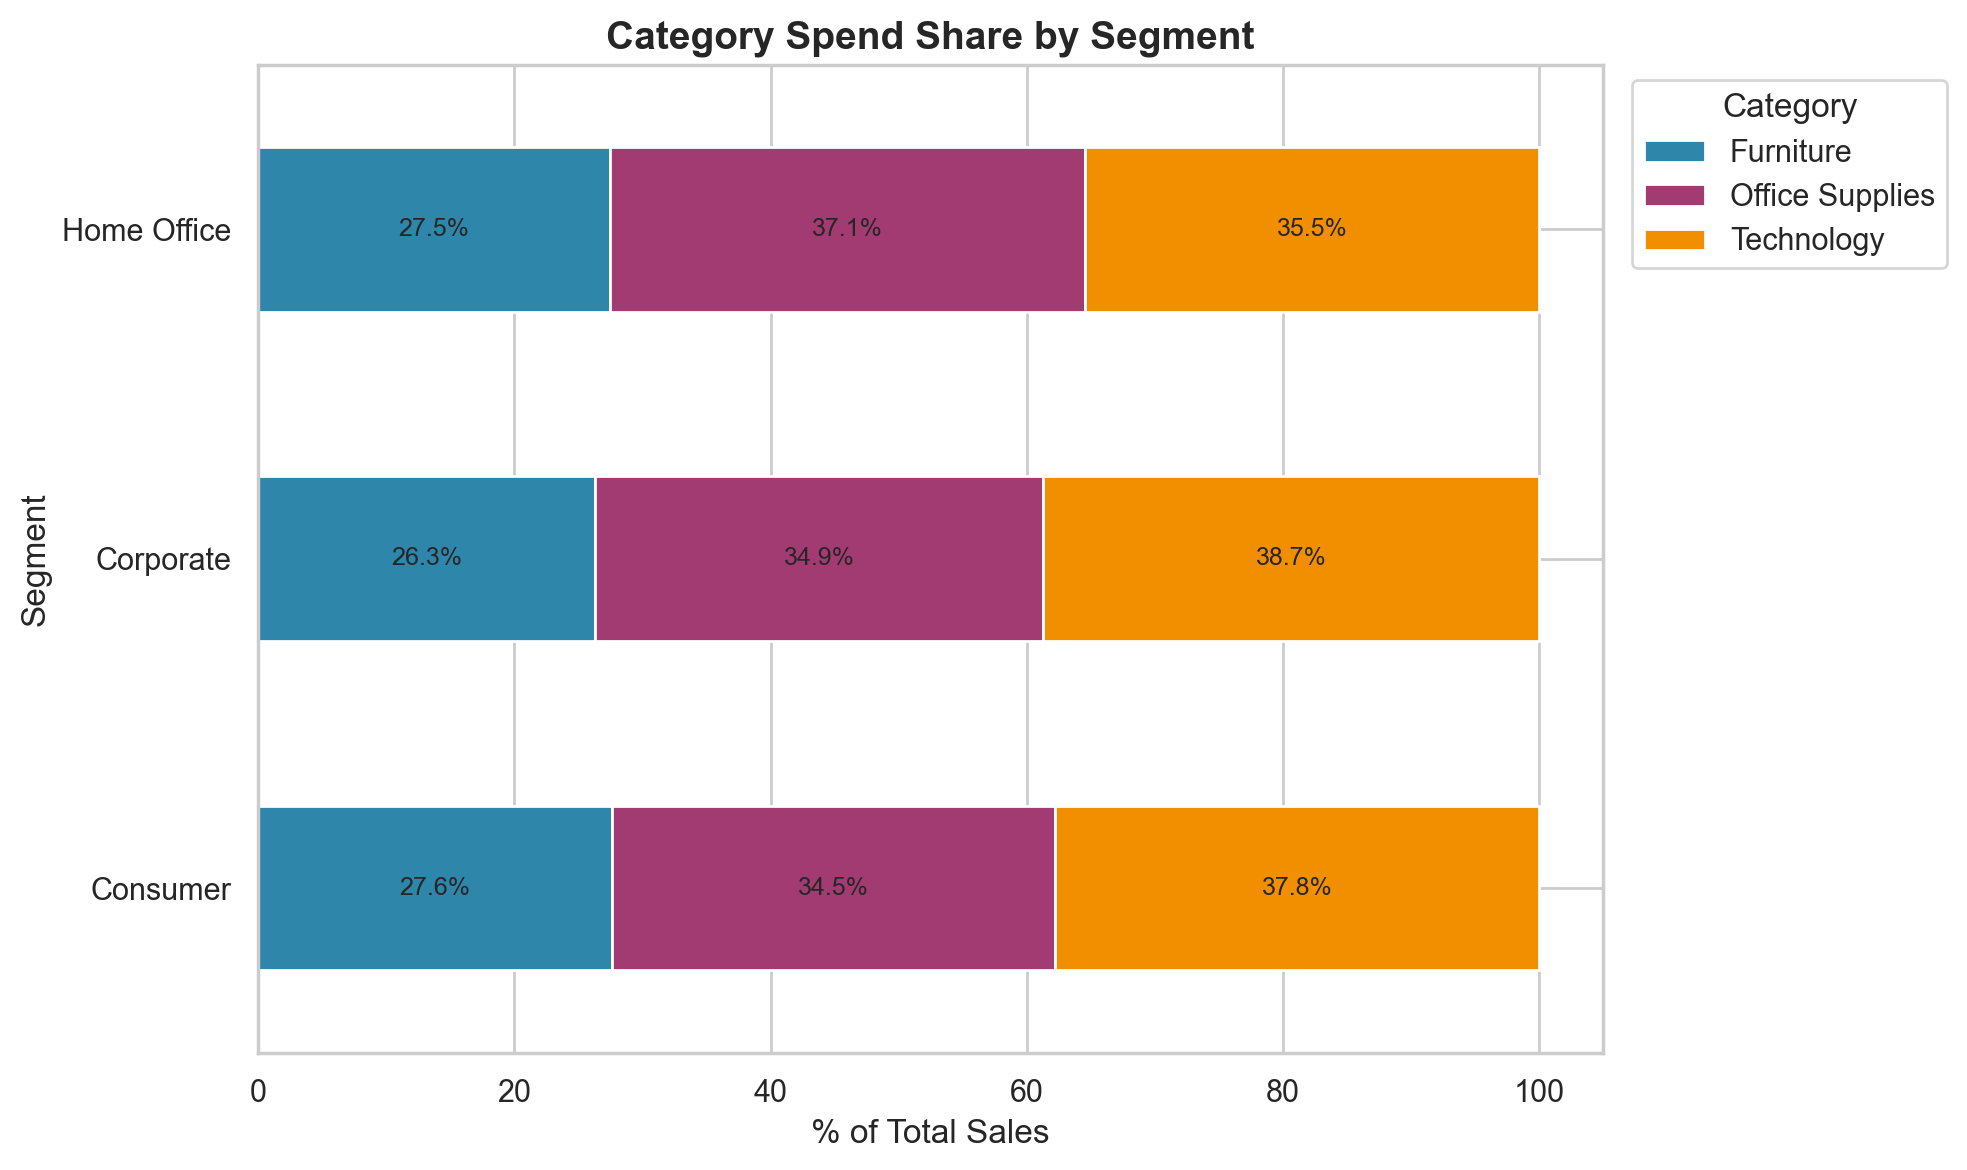 Category Spend Share by Segment
Category
Furniture
Office Supplies
Technology
Segment
Home Office
27.5%
37.1%
35.5%
Corporate
26.3%
34.9%
38.7%
Consumer
27.6%
34.5%
37.8%
0
20
40
60
80
100
% of Total Sales